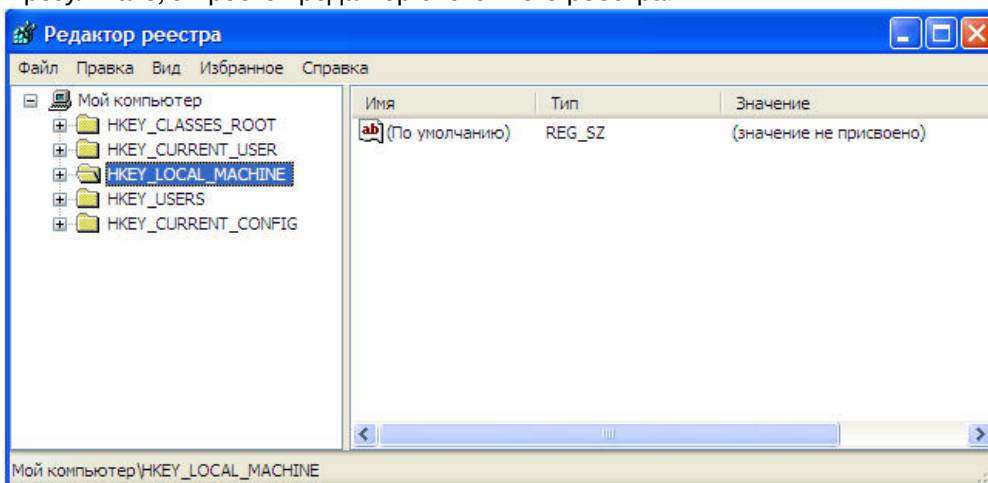 Редактор реестра
Файл Правка Вид Избранное Справка
Мой компьютер
HKEY_CLASSES_ROOT
HKEY_CURRENT_USER
HKEY_LOCAL_MACHINE
HKEY_USERS
HKEY_CURRENT_CONFIG
Имя Тип Значение
ab (По умолчанию) REG_SZ (значение не присвоено)
Мой компьютер\HKEY_LOCAL_MACHINE